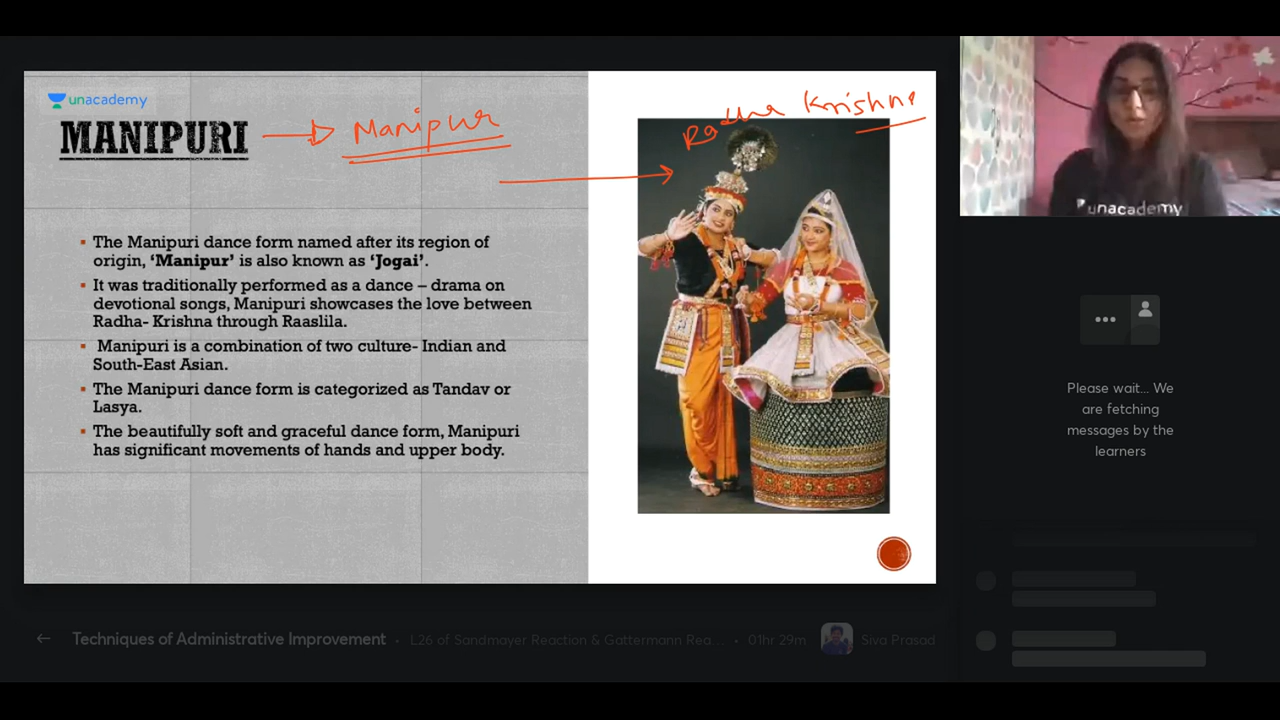 unacademy
MANIPURI
Manipur
Radha Krishna
▪ The Manipuri dance form named after its region of
origin, ‘Manipur’ is also known as ‘Jogai’.
▪ It was traditionally performed as a dance – drama on
devotional songs, Manipuri showcases the love between
Radha- Krishna through Raaslila.
▪ Manipuri is a combination of two culture- Indian and
South-East Asian.
▪ The Manipuri dance form is categorized as Tandav or
Lasya.
▪ The beautifully soft and graceful dance form, Manipuri
has significant movements of hands and upper body.
unacademy
Please wait... We
are fetching
messages by the
learners
Techniques of Administrative Improvement • L26 of Sandmayer Reaction & Gattermann Rea... • 01hr 29m Siva Prasad